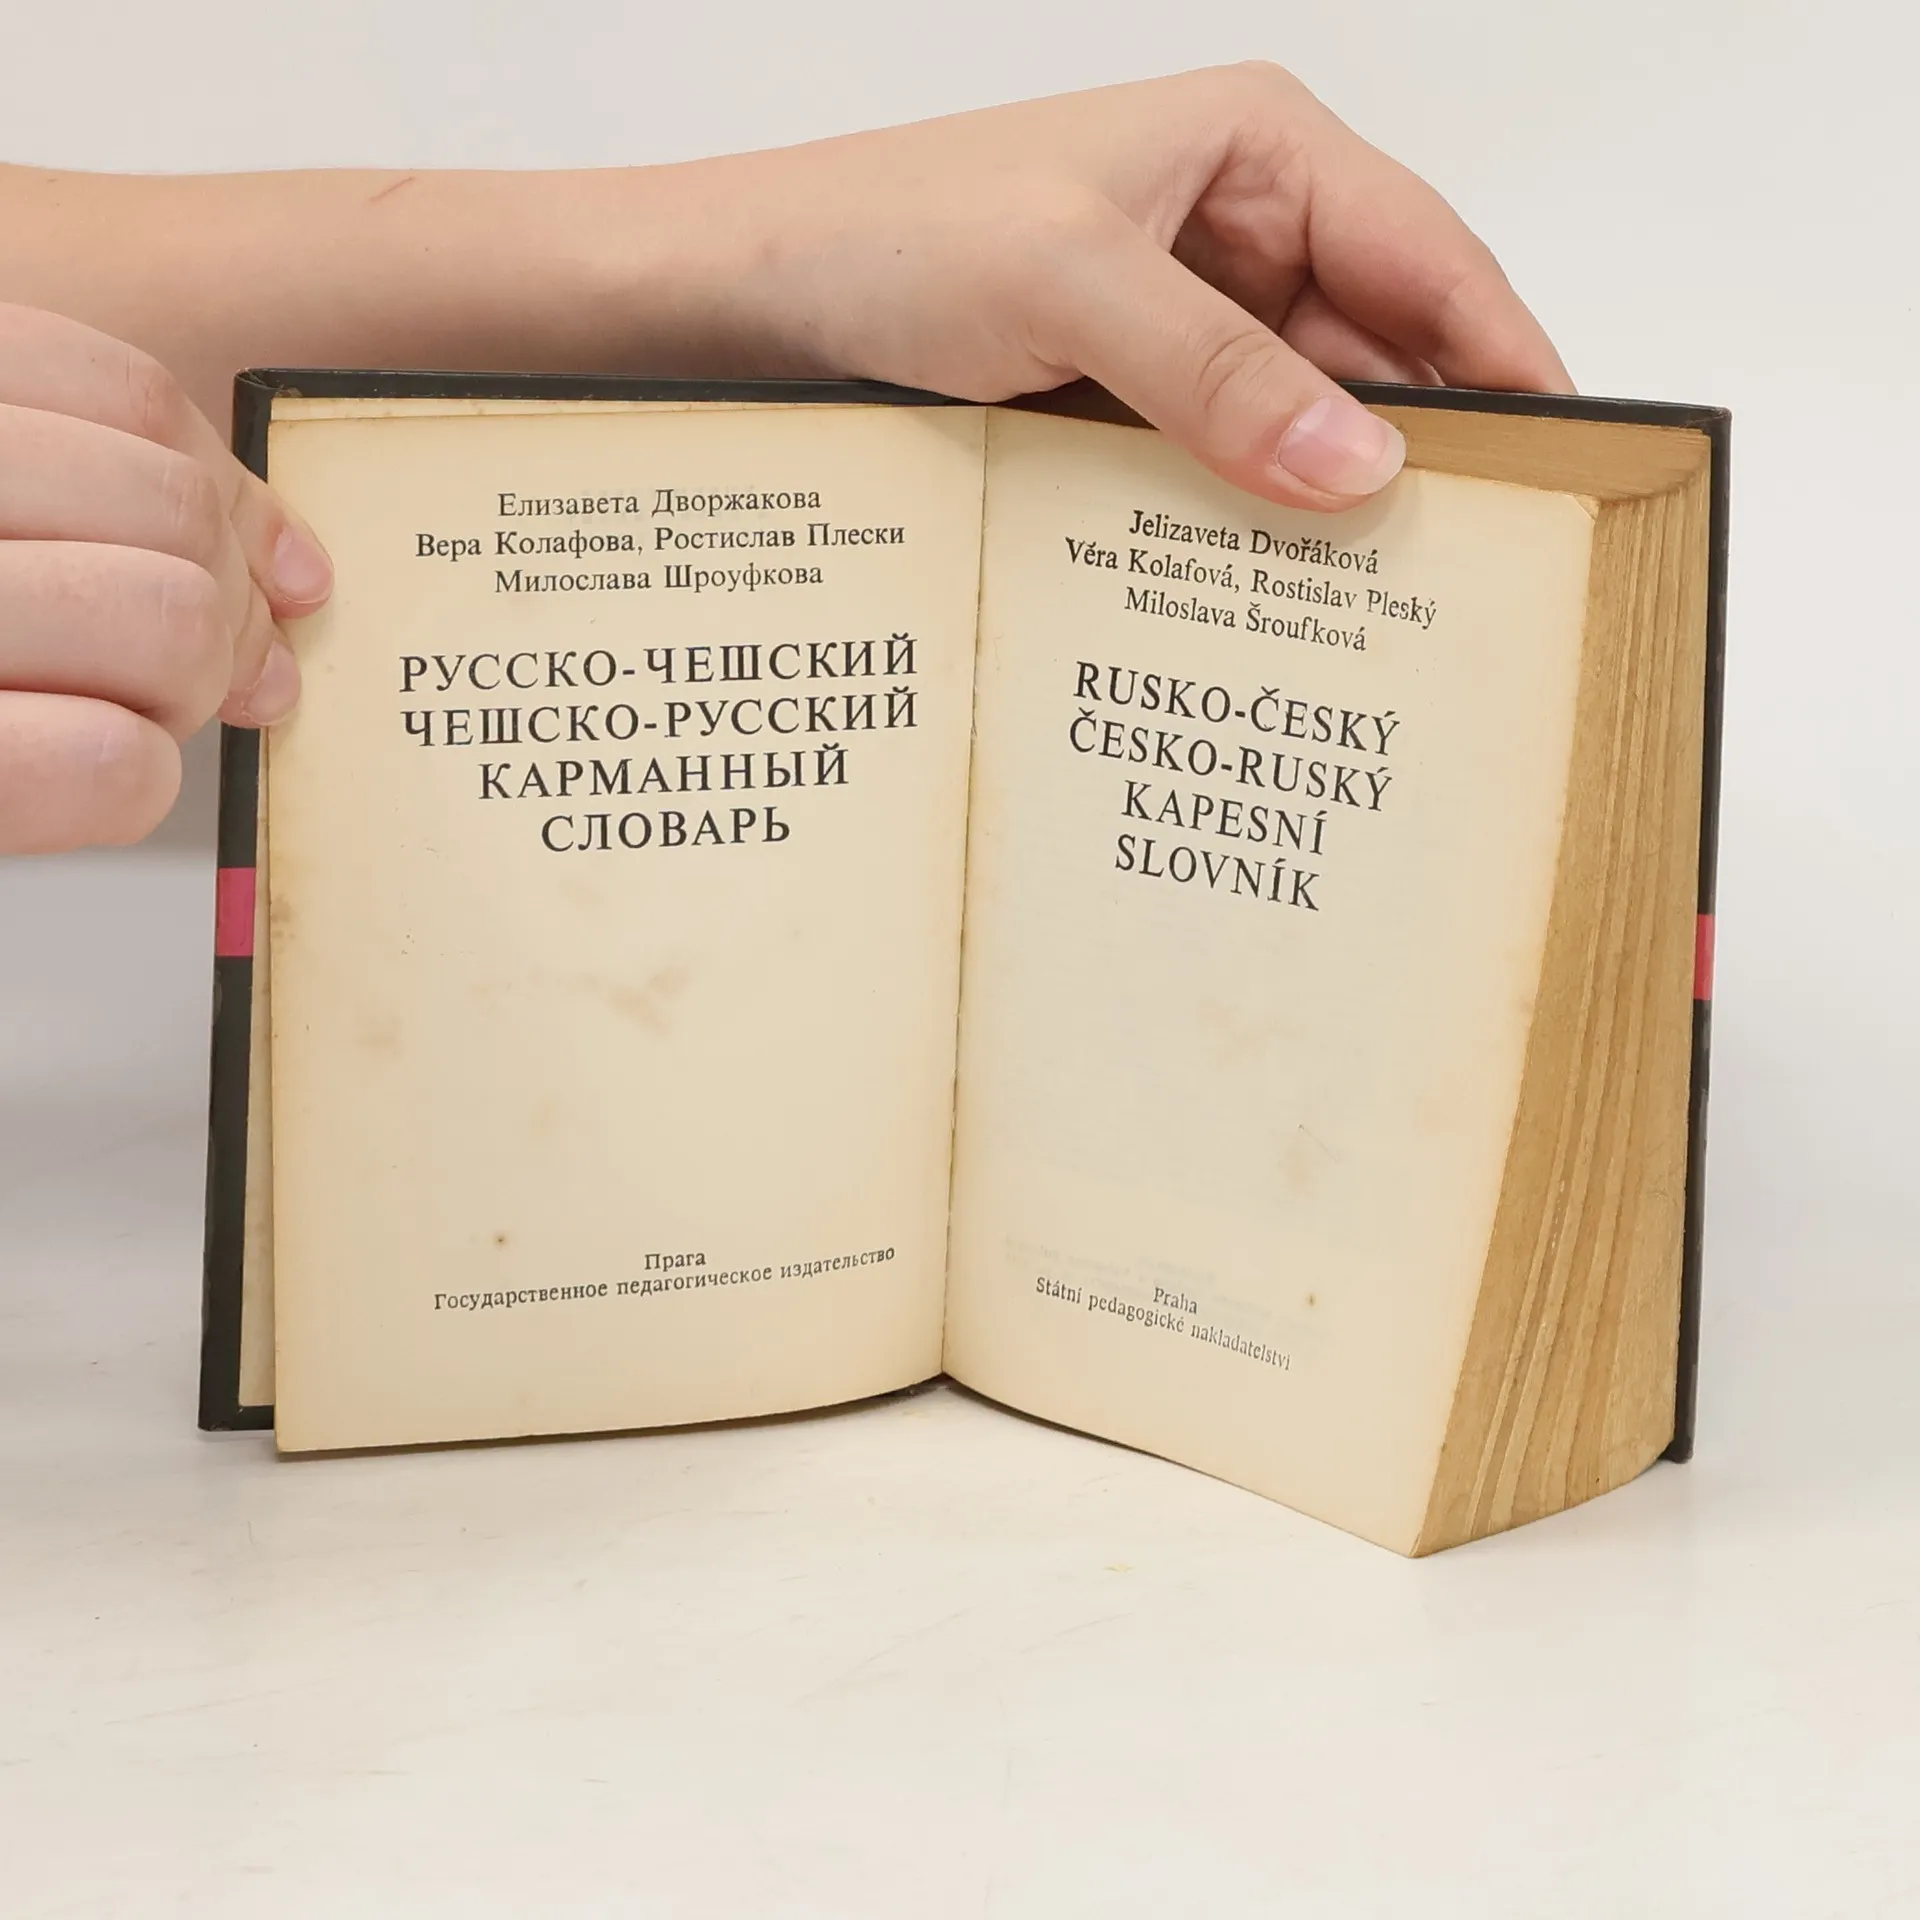 Елизавета Дворжакова
Вера Колафова, Ростислав Плески
Милослава Шроуфкова
РУССКО-ЧЕШСКИЙ
ЧЕШСКО-РУССКИЙ
КАРМАННЫЙ
СЛОВАРЬ
Прага
Государственное педагогическое издательство
Jelizaveta Dvořáková
Věra Kolafová, Rostislav Pleský
Miloslava Šroufková
RUSKO-ČESKÝ
ČESKO-RUSKÝ
KAPESNÍ
SLOVNÍK
Praha
Státní pedagogické nakladatelství